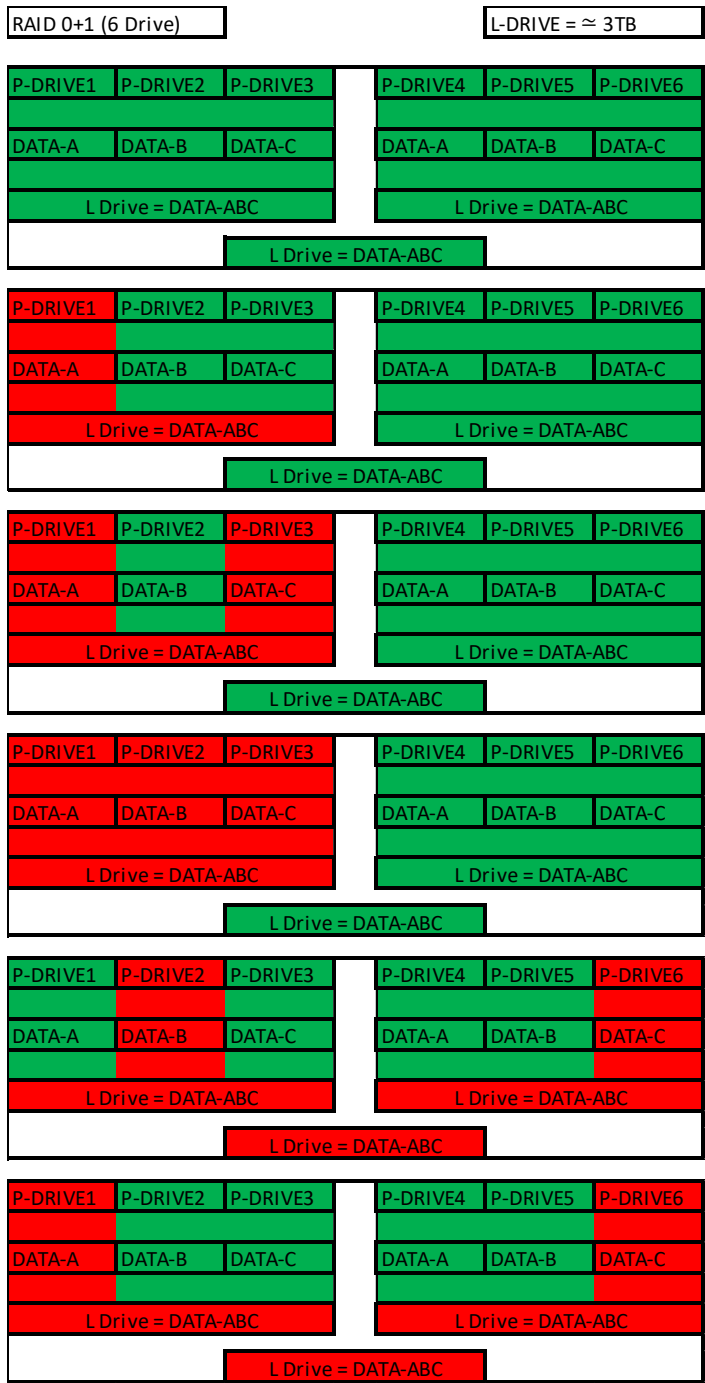 RAID 0+1 (6 Drive) L-DRIVE = ≃ 3TB
P-DRIVE1 P-DRIVE2 P-DRIVE3 P-DRIVE4 P-DRIVE5 P-DRIVE6
DATA-A DATA-B DATA-C DATA-A DATA-B DATA-C
L Drive = DATA-ABC L Drive = DATA-ABC
L Drive = DATA-ABC
P-DRIVE1 P-DRIVE2 P-DRIVE3 P-DRIVE4 P-DRIVE5 P-DRIVE6
DATA-A DATA-B DATA-C DATA-A DATA-B DATA-C
L Drive = DATA-ABC L Drive = DATA-ABC
L Drive = DATA-ABC
P-DRIVE1 P-DRIVE2 P-DRIVE3 P-DRIVE4 P-DRIVE5 P-DRIVE6
DATA-A DATA-B DATA-C DATA-A DATA-B DATA-C
L Drive = DATA-ABC L Drive = DATA-ABC
L Drive = DATA-ABC
P-DRIVE1 P-DRIVE2 P-DRIVE3 P-DRIVE4 P-DRIVE5 P-DRIVE6
DATA-A DATA-B DATA-C DATA-A DATA-B DATA-C
L Drive = DATA-ABC L Drive = DATA-ABC
L Drive = DATA-ABC
P-DRIVE1 P-DRIVE2 P-DRIVE3 P-DRIVE4 P-DRIVE5 P-DRIVE6
DATA-A DATA-B DATA-C DATA-A DATA-B DATA-C
L Drive = DATA-ABC L Drive = DATA-ABC
L Drive = DATA-ABC
P-DRIVE1 P-DRIVE2 P-DRIVE3 P-DRIVE4 P-DRIVE5 P-DRIVE6
DATA-A DATA-B DATA-C DATA-A DATA-B DATA-C
L Drive = DATA-ABC L Drive = DATA-ABC
L Drive = DATA-ABC